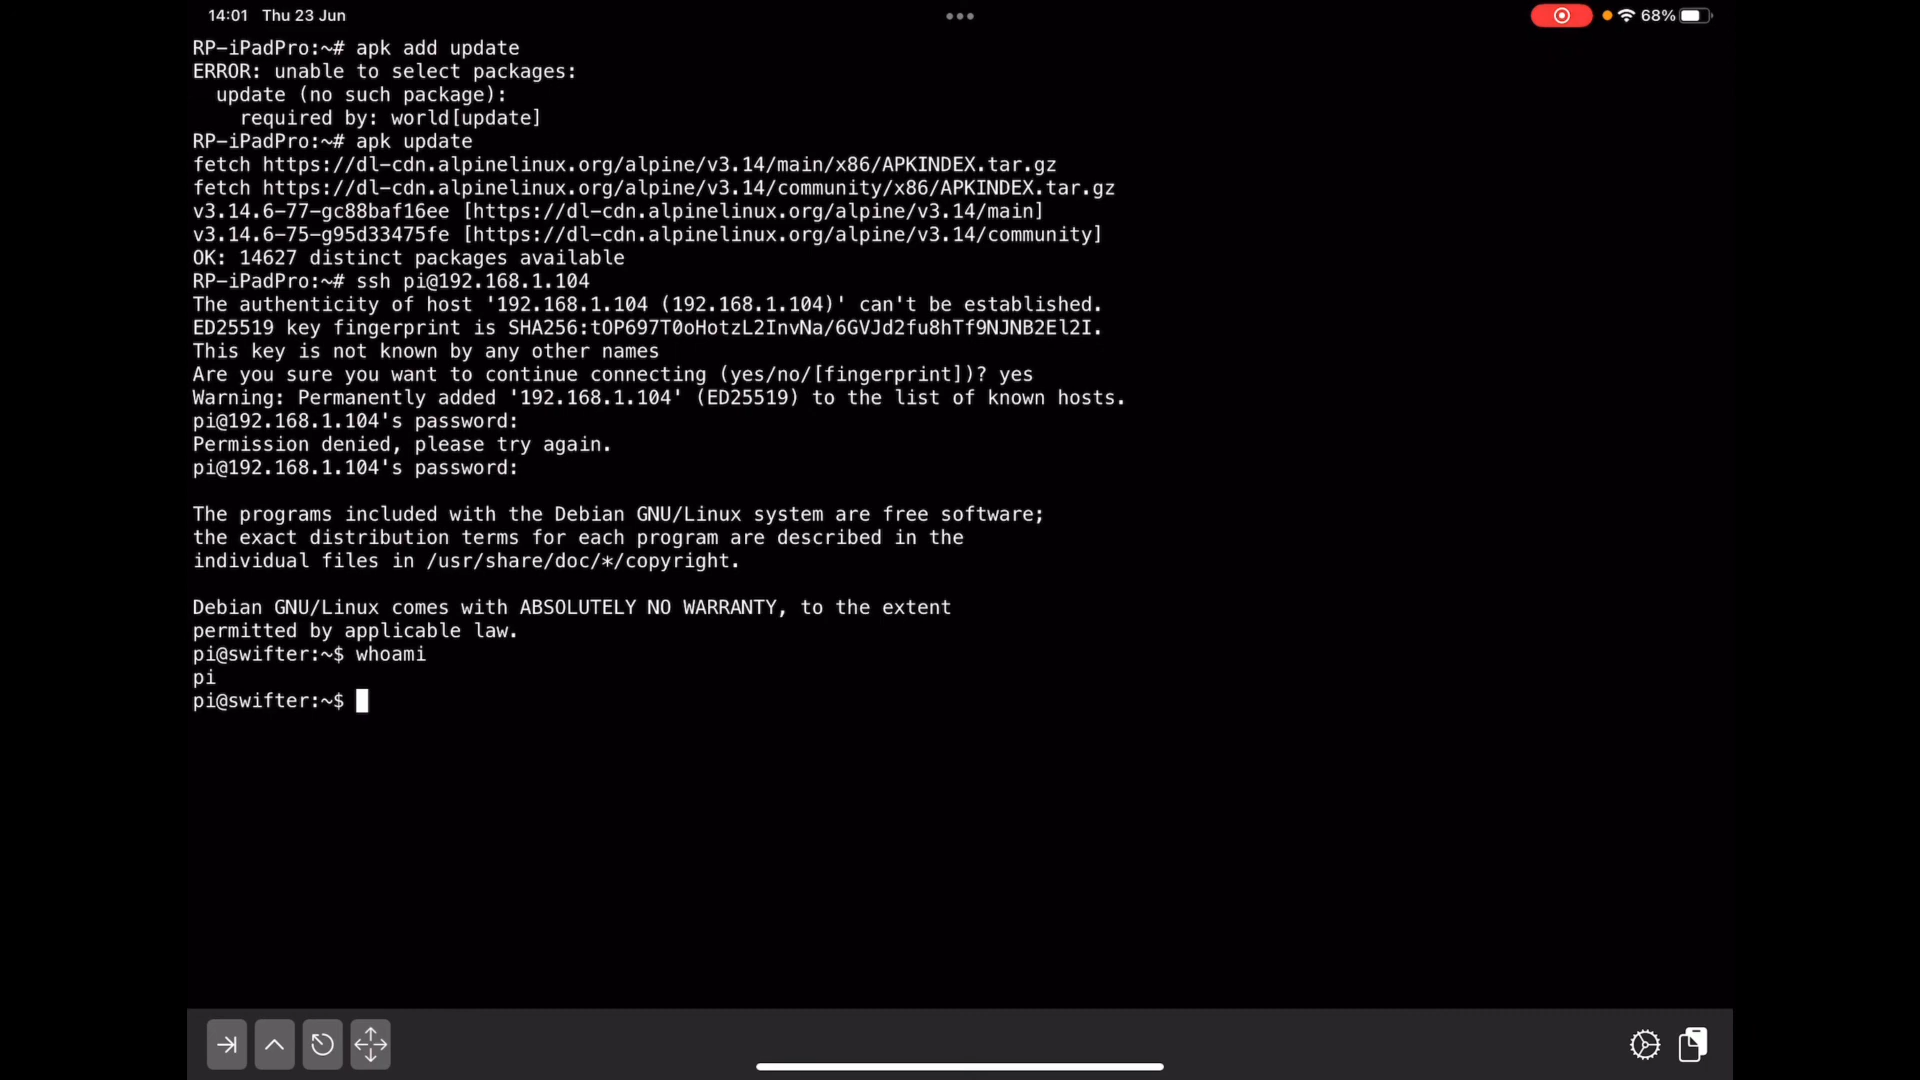 14:01 Thu 23 Jun
68%
RP-iPadPro:~# apk add update
ERROR: unable to select packages:
  update (no such package):
    required by: world[update]
RP-iPadPro:~# apk update
fetch https://dl-cdn.alpinelinux.org/alpine/v3.14/main/x86/APKINDEX.tar.gz
fetch https://dl-cdn.alpinelinux.org/alpine/v3.14/community/x86/APKINDEX.tar.gz
v3.14.6-77-gc88baf16ee [https://dl-cdn.alpinelinux.org/alpine/v3.14/main]
v3.14.6-75-g95d33475fe [https://dl-cdn.alpinelinux.org/alpine/v3.14/community]
OK: 14627 distinct packages available
RP-iPadPro:~# ssh pi@192.168.1.104
The authenticity of host '192.168.1.104 (192.168.1.104)' can't be established.
ED25519 key fingerprint is SHA256:tOP697T0oHotzL2InvNa/6GVJd2fu8hTf9NJNB2El2I.
This key is not known by any other names
Are you sure you want to continue connecting (yes/no/[fingerprint])? yes
Warning: Permanently added '192.168.1.104' (ED25519) to the list of known hosts.
pi@192.168.1.104's password:
Permission denied, please try again.
pi@192.168.1.104's password:
The programs included with the Debian GNU/Linux system are free software;
the exact distribution terms for each program are described in the
individual files in /usr/share/doc/*/copyright.
Debian GNU/Linux comes with ABSOLUTELY NO WARRANTY, to the extent
permitted by applicable law.
pi@swifter:~$ whoami
pi
pi@swifter:~$